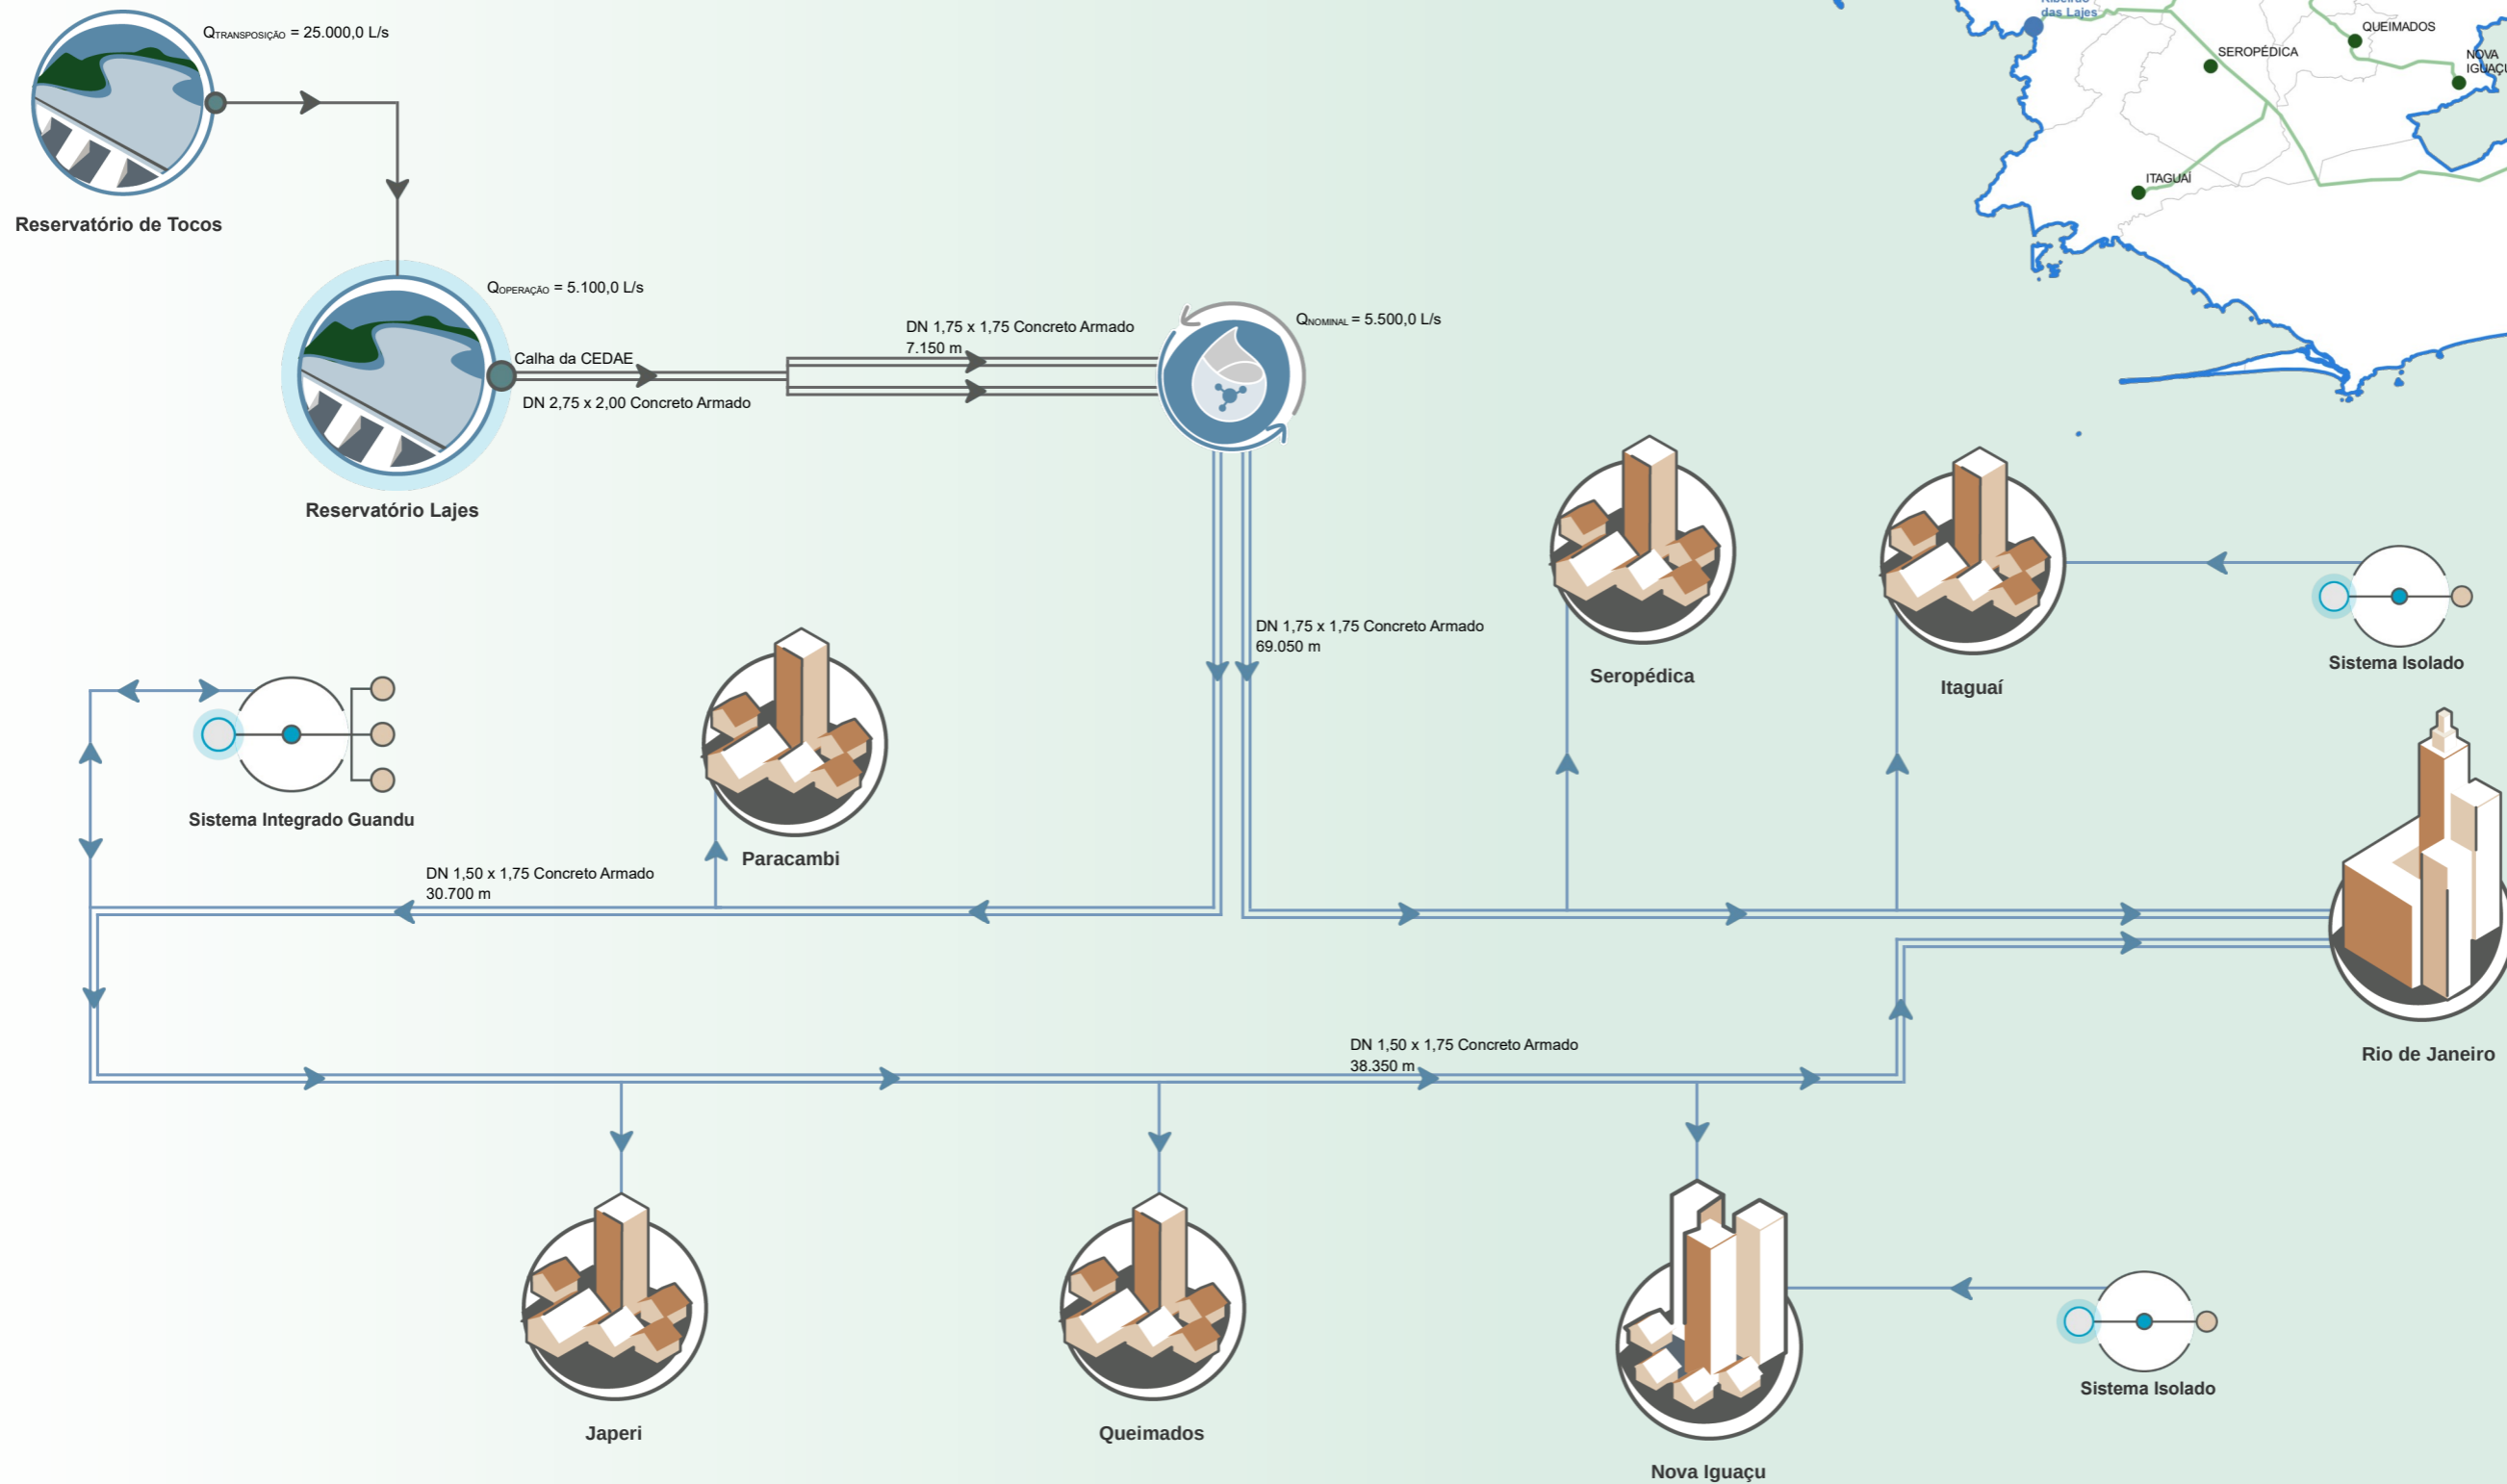 QTRANSPOSIÇÃO = 25.000,0 L/s
Reservatório de Tocos
das Lajes
QUEIMADOS
SEROPÉDICA
NOVA
IGUAÇU
ITAGUAÍ
QOPERAÇÃO = 5.100,0 L/s
Calha da CEDAE
DN 2,75 x 2,00 Concreto Armado
Reservatório Lajes
DN 1,75 x 1,75 Concreto Armado
7.150 m
QNOMINAL = 5.500,0 L/s
DN 1,75 x 1,75 Concreto Armado
69.050 m
Seropédica
Itaguaí
Sistema Isolado
Sistema Integrado Guandu
Paracambi
DN 1,50 x 1,75 Concreto Armado
30.700 m
Rio de Janeiro
DN 1,50 x 1,75 Concreto Armado
38.350 m
Japeri
Queimados
Nova Iguaçu
Sistema Isolado